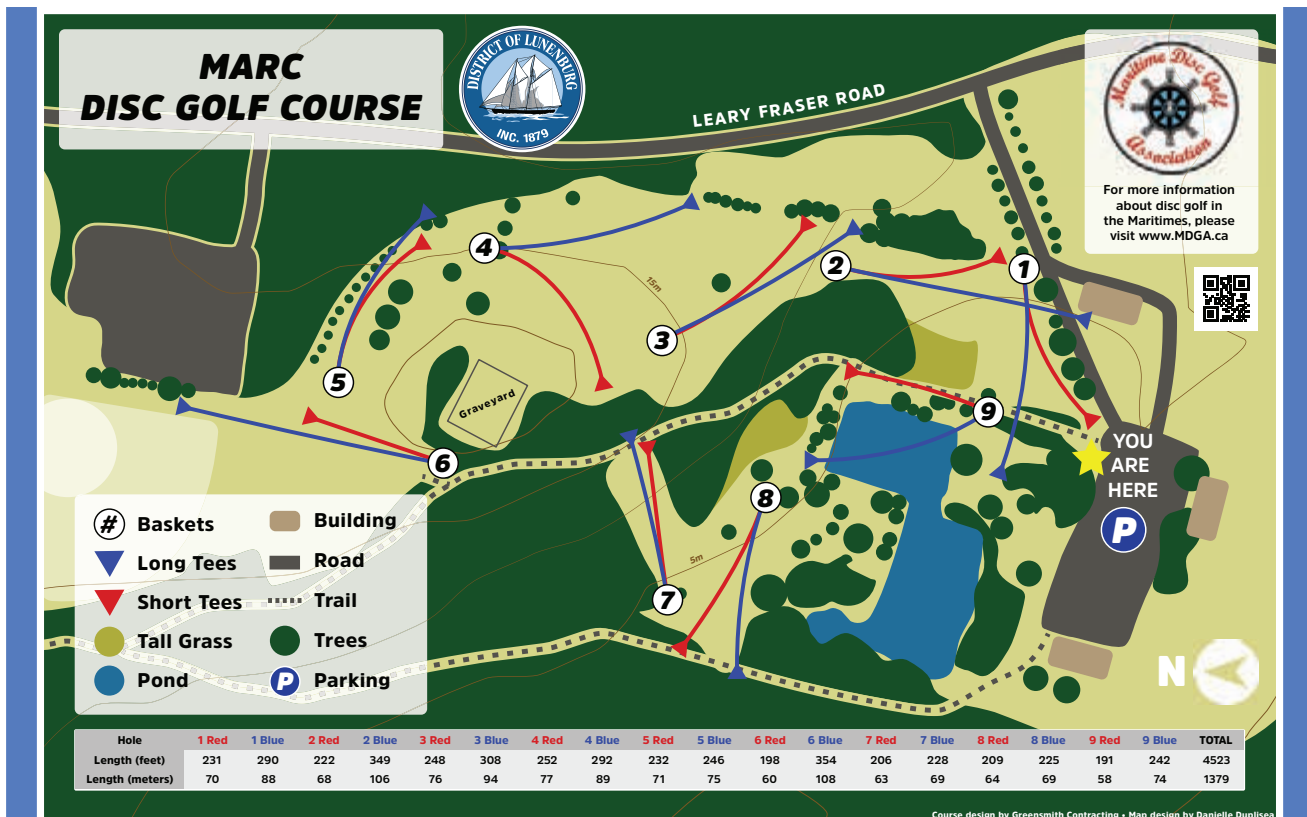 MARC
DISC GOLF COURSE
DISTRICT OF LUNENBURG
INC. 1879
LEARY FRASER ROAD
Maritime Disc Golf
Association
For more information
about disc golf in
the Maritimes, please
visit www.MDGA.ca
1
2
3
4
5
6
7
8
9
15m
5m
Graveyard
YOU
ARE
HERE
P
N
# Baskets
Long Tees
Short Tees
Tall Grass
Pond
Building
Road
Trail
Trees
P Parking
Hole 1 Red 1 Blue 2 Red 2 Blue 3 Red 3 Blue 4 Red 4 Blue 5 Red 5 Blue 6 Red 6 Blue 7 Red 7 Blue 8 Red 8 Blue 9 Red 9 Blue TOTAL
Length (feet) 231 290 222 349 248 308 252 292 232 246 198 354 206 228 209 225 191 242 4523
Length (meters) 70 88 68 106 76 94 77 89 71 75 60 108 63 69 64 69 58 74 1379
Course design by Greensmith Contracting • Map design by Danielle Duplisea